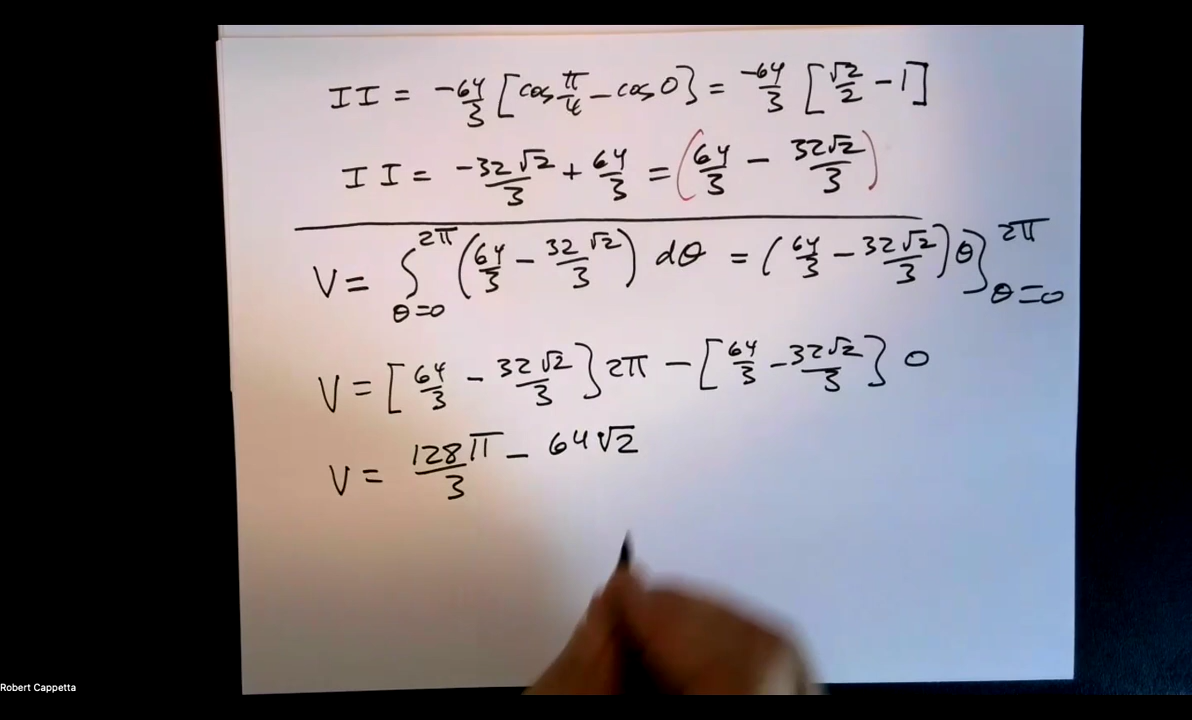 II = -64/3 [cos π/4 - cos 0] = -64/3 [√2/2 - 1]
II = -32√2/3 + 64/3 = (64/3 - 32√2/3)
V = ∫_{θ=0}^{2π} (64/3 - 32√2/3) dθ = (64/3 - 32√2/3) θ]_{θ=0}^{2π}
V = [64/3 - 32√2/3] 2π - [64/3 - 32√2/3] 0
V = 128π/3 - 64√2
Robert Cappetta